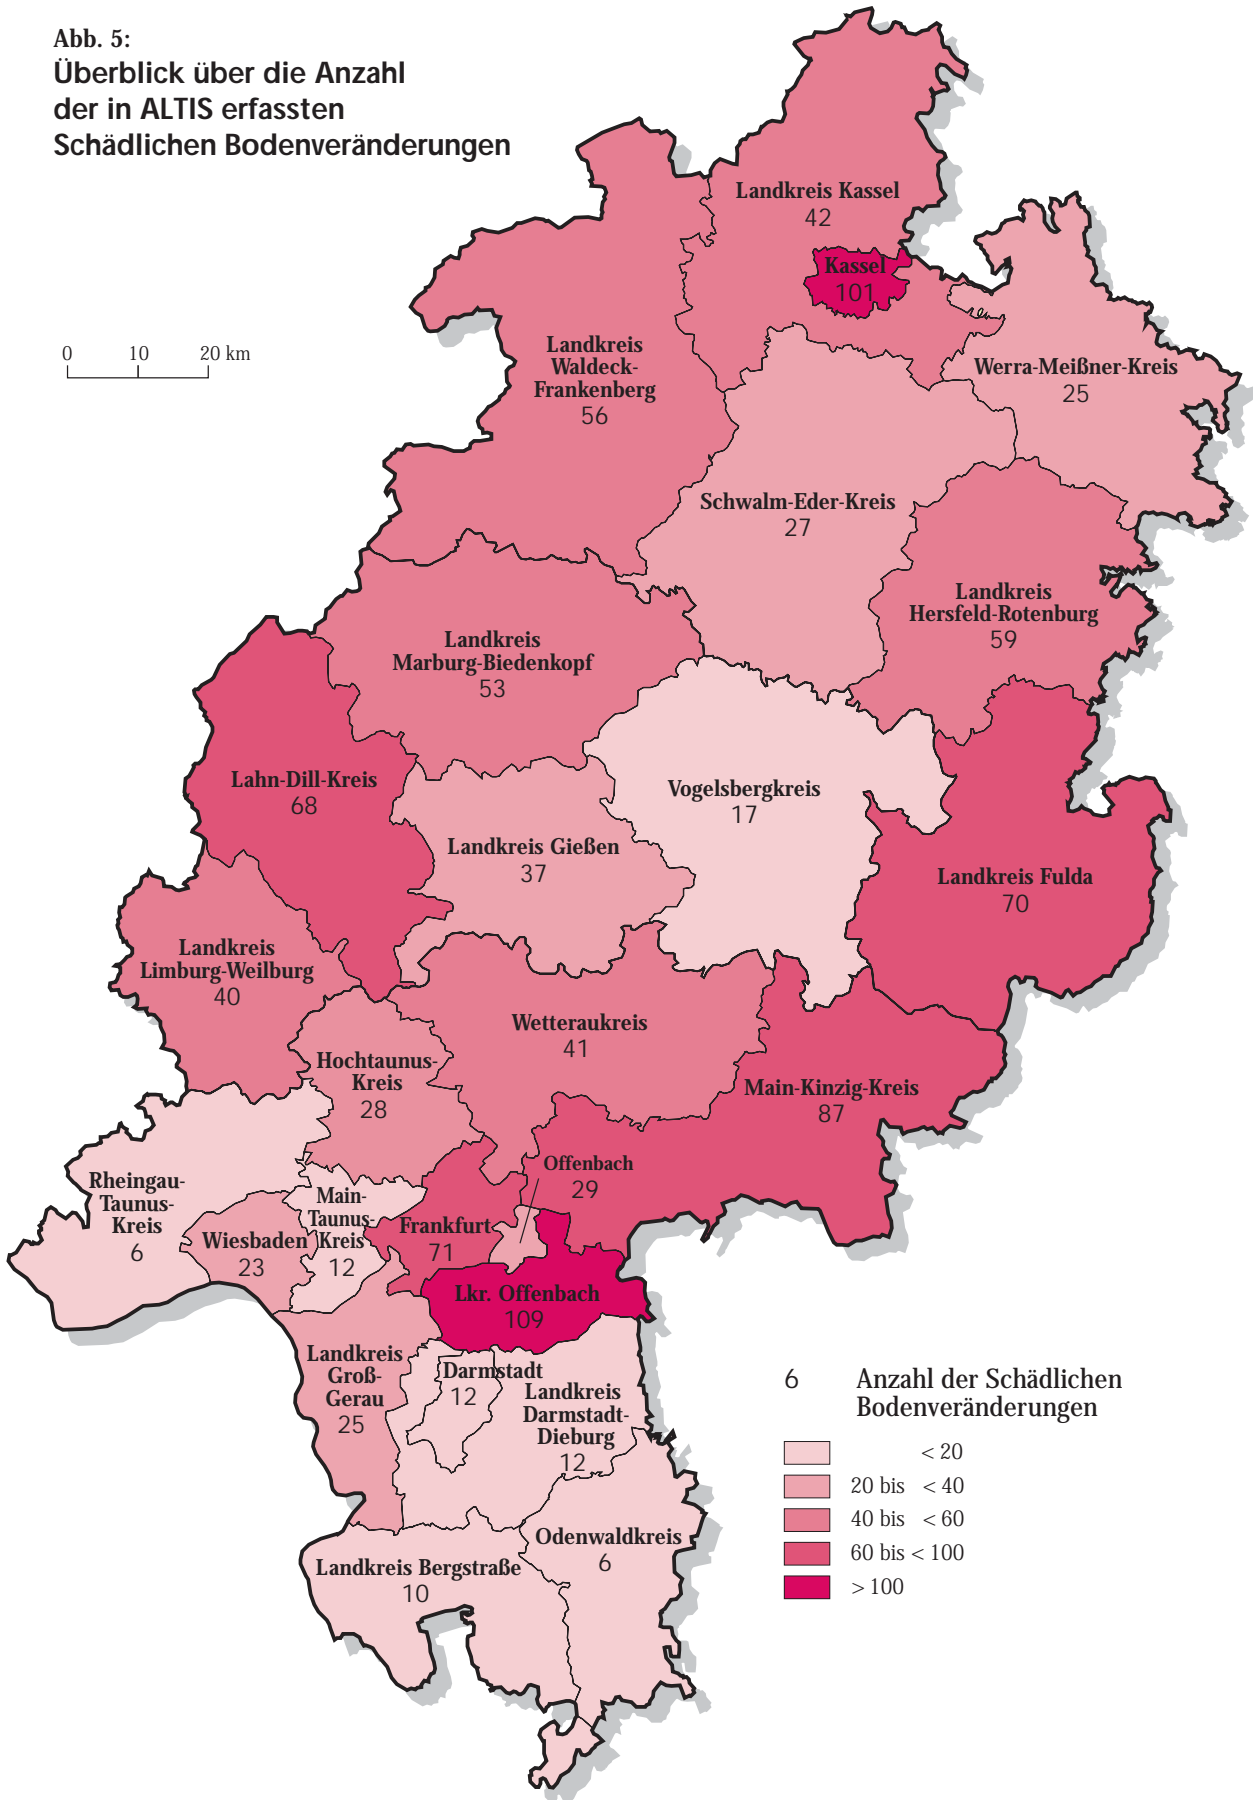 Abb. 5:
Überblick über die Anzahl
der in ALTIS erfassten
Schädlichen Bodenveränderungen
0 10 20 km
Landkreis Kassel
42
Kassel
101
Landkreis
Waldeck-
Frankenberg
56
Werra-Meißner-Kreis
25
Schwalm-Eder-Kreis
27
Landkreis
Hersfeld-Rotenburg
59
Landkreis
Marburg-Biedenkopf
53
Lahn-Dill-Kreis
68
Vogelsbergkreis
17
Landkreis Gießen
37
Landkreis Fulda
70
Landkreis
Limburg-Weilburg
40
Wetteraukreis
41
Hochtaunus-
Kreis
28
Main-Kinzig-Kreis
87
Offenbach
29
Rheingau-
Taunus-
Kreis
6
Main-
Taunus-
Kreis
12
Wiesbaden
23
Frankfurt
71
Lkr. Offenbach
109
Landkreis
Groß-
Gerau
25
Darmstadt
12
Landkreis
Darmstadt-
Dieburg
12
Odenwaldkreis
6
Landkreis Bergstraße
10
6 Anzahl der Schädlichen
Bodenveränderungen
< 20
20 bis < 40
40 bis < 60
60 bis < 100
> 100